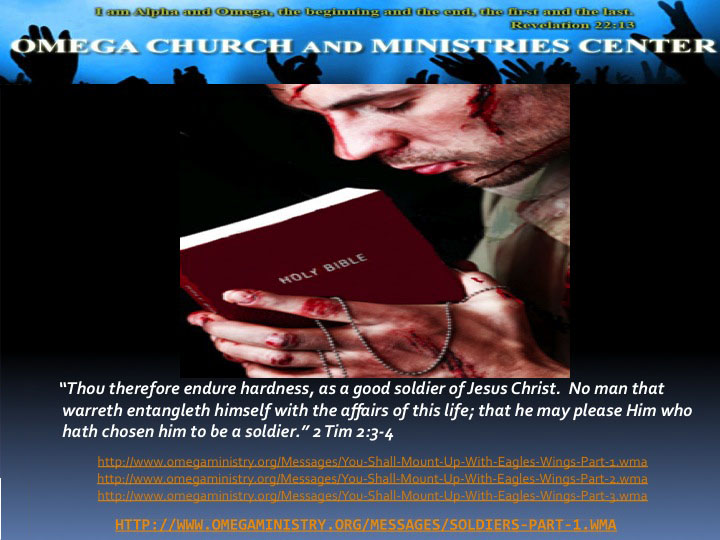 I am Alpha and Omega, the beginning and the end, the first and the last.
Revelation 22:13
OMEGA CHURCH AND MINISTRIES CENTER
HOLY BIBLE
“Thou therefore endure hardness, as a good soldier of Jesus Christ.  No man that
warreth entangleth himself with the affairs of this life; that he may please Him who
hath chosen him to be a soldier.” 2 Tim 2:3-4
http://www.omegaministry.org/Messages/You-Shall-Mount-Up-With-Eagles-Wings-Part-1.wma
http://www.omegaministry.org/Messages/You-Shall-Mount-Up-With-Eagles-Wings-Part-2.wma
http://www.omegaministry.org/Messages/You-Shall-Mount-Up-With-Eagles-Wings-Part-3.wma
HTTP://WWW.OMEGAMINISTRY.ORG/MESSAGES/SOLDIERS-PART-1.WMA